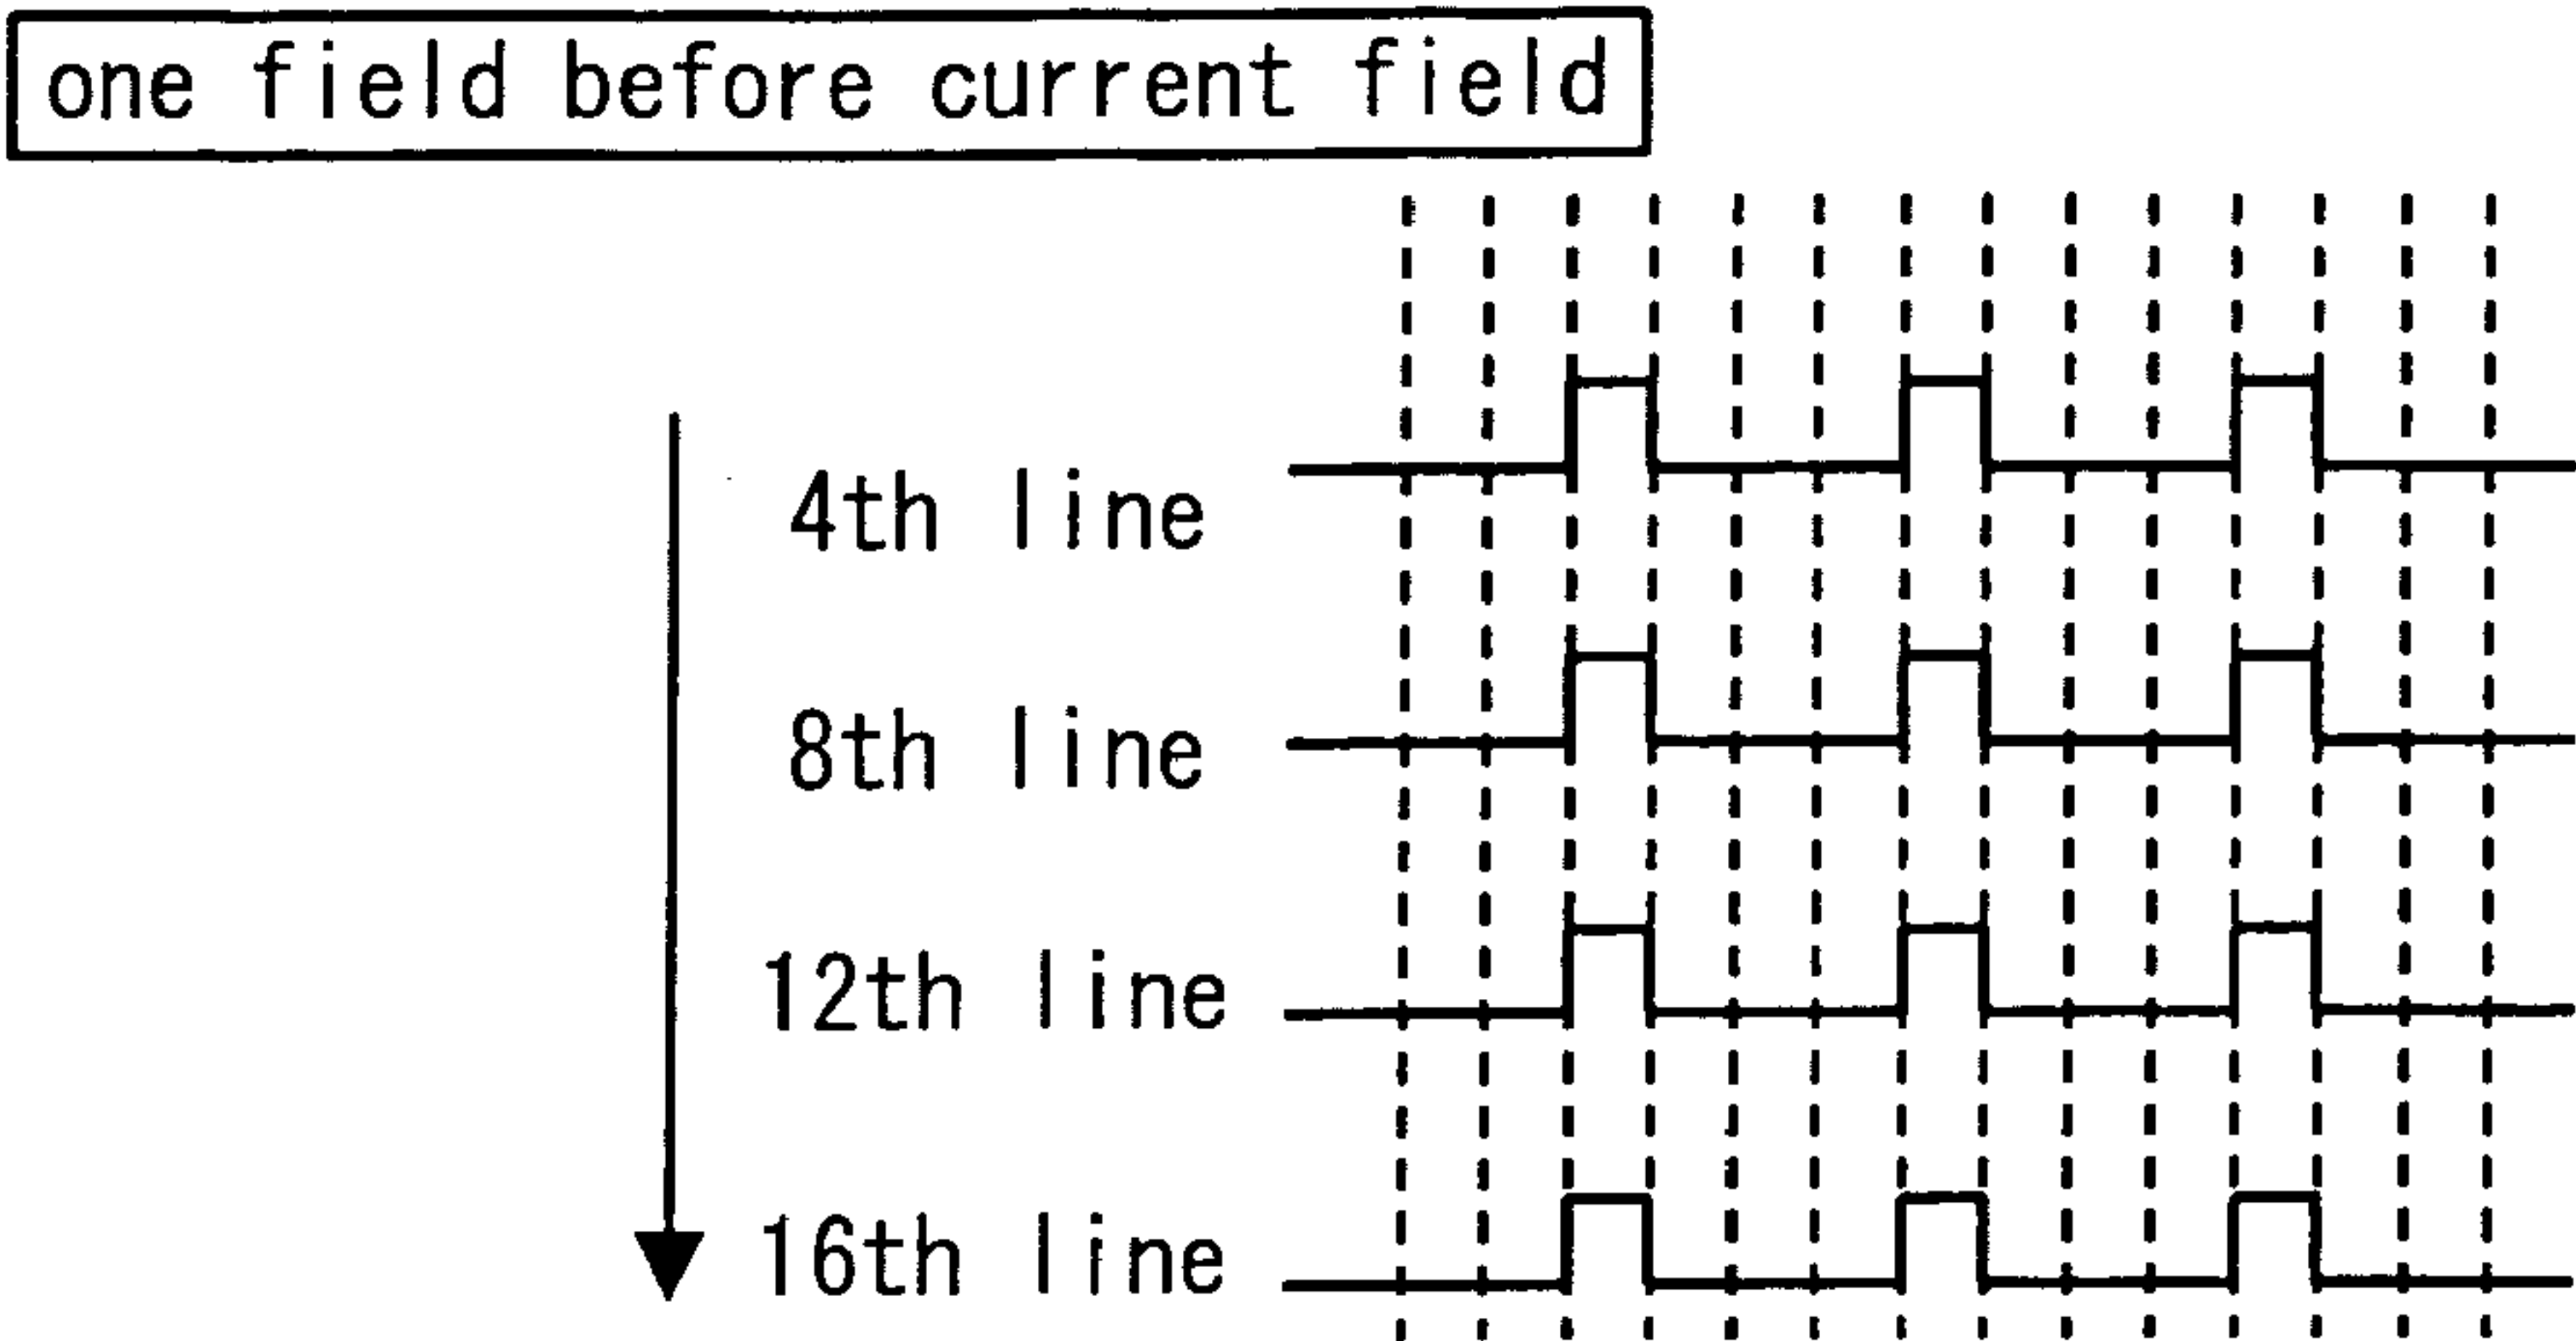 one field before current field
4th line
8th line
12th line
16th line